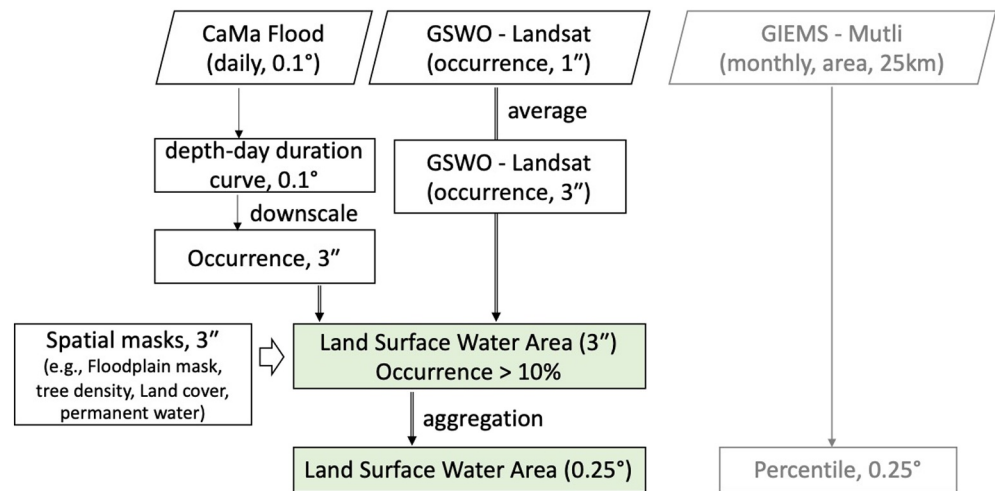 CaMa Flood
(daily, 0.1°)
GSWO - Landsat
(occurrence, 1″)
GIEMS - Mutli
(monthly, area, 25km)
average
depth-day duration
curve, 0.1°
GSWO - Landsat
(occurrence, 3″)
downscale
Occurrence, 3″
Spatial masks, 3″
(e.g., Floodplain mask,
tree density, Land cover,
permanent water)
Land Surface Water Area (3″)
Occurrence > 10%
aggregation
Land Surface Water Area (0.25°)
Percentile, 0.25°